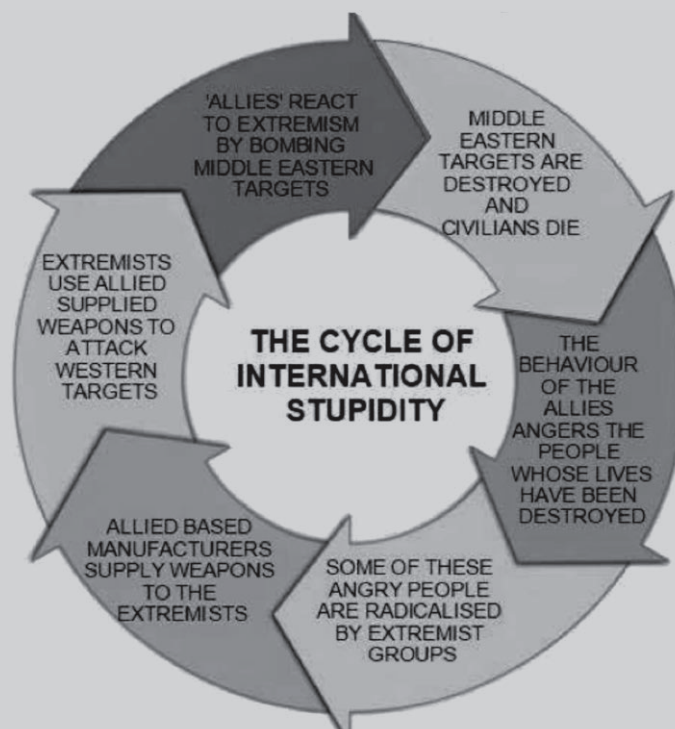 'ALLIES' REACT
TO EXTREMISM
BY BOMBING
MIDDLE EASTERN
TARGETS
MIDDLE
EASTERN
TARGETS ARE
DESTROYED
AND
CIVILIANS DIE
THE
BEHAVIOUR
OF THE
ALLIES
ANGERS THE
PEOPLE
WHOSE LIVES
HAVE BEEN
DESTROYED
SOME OF THESE
ANGRY PEOPLE
ARE RADICALISED
BY EXTREMIST
GROUPS
ALLIED BASED
MANUFACTURERS
SUPPLY WEAPONS
TO THE
EXTREMISTS
EXTREMISTS
USE ALLIED
SUPPLIED
WEAPONS TO
ATTACK
WESTERN
TARGETS
THE CYCLE OF
INTERNATIONAL
STUPIDITY